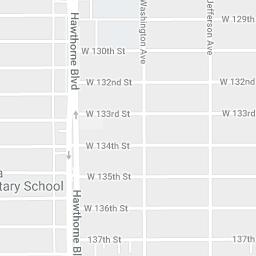 Hawthorne Blvd
Washington Ave
Jefferson Ave
W 129th
W 130th St
W 132nd St
W 132nd
W 133rd St
W 133rd
W 134th St
W 135th St
tary School
Hawthorne Bl
W 136th St
137th St
137th St